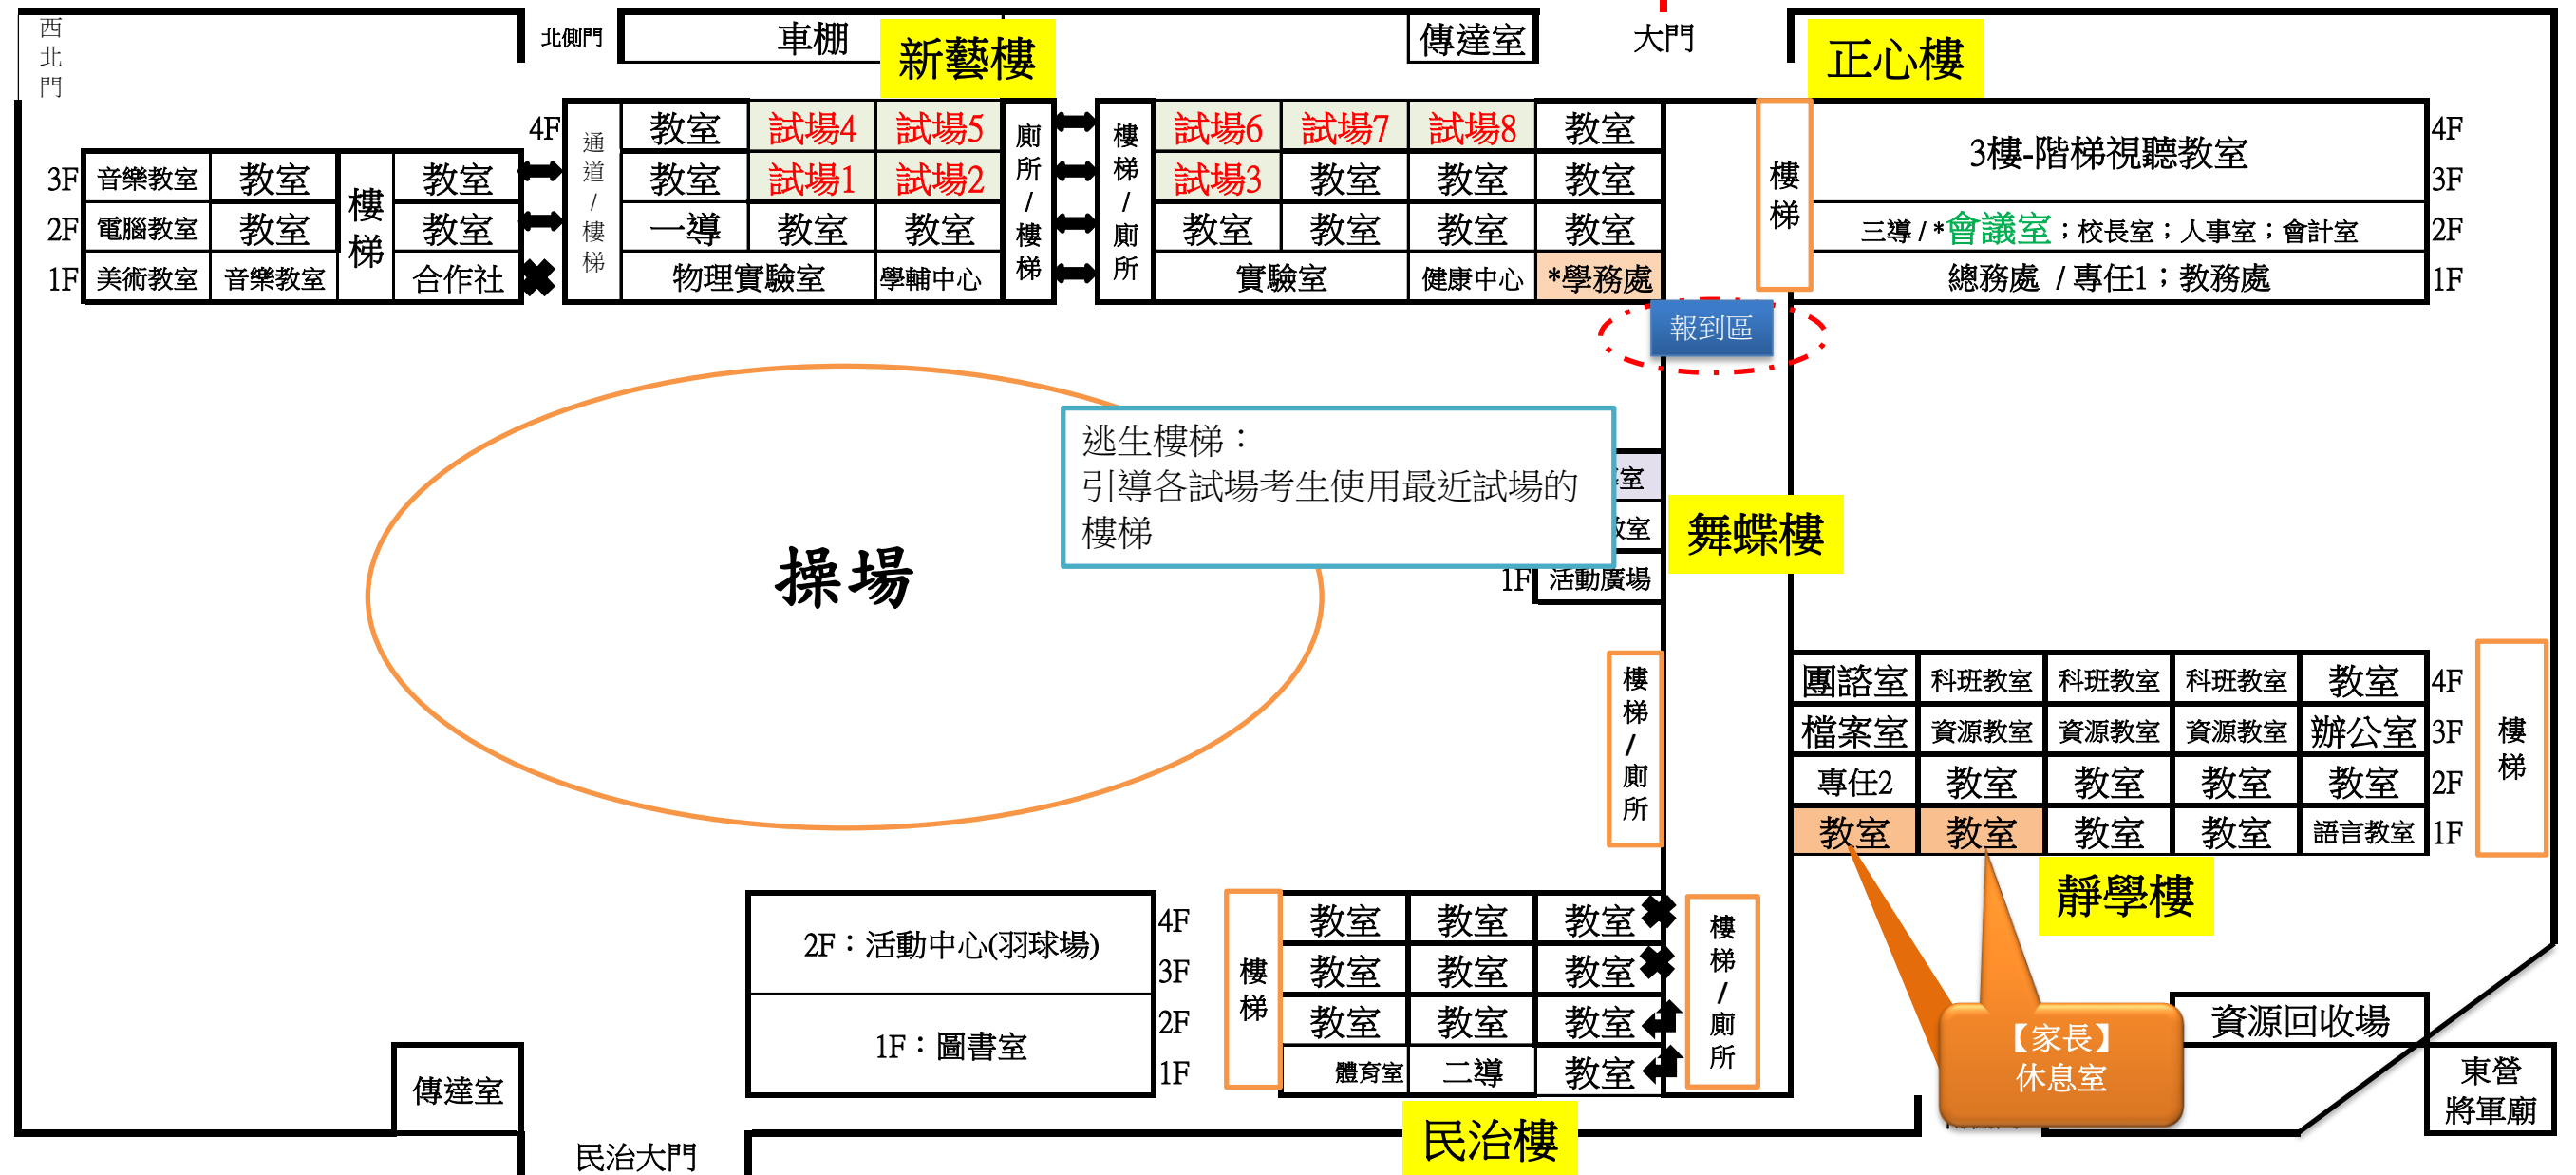 西
北
門
北側門
車棚
新藝樓
傳達室
大門
正心樓
4F
通道/樓梯
教室
試場4
試場5
廁所/樓梯
樓梯/廁所
試場6
試場7
試場8
教室
樓梯
3樓-階梯視聽教室
4F
3F
音樂教室
教室
樓梯
教室
教室
試場1
試場2
試場3
教室
教室
教室
3F
2F
電腦教室
教室
教室
一導
教室
教室
教室
教室
教室
教室
三導 / *會議室；校長室；人事室；會計室
2F
1F
美術教室
音樂教室
合作社
物理實驗室
學輔中心
實驗室
健康中心
*學務處
總務處 / 專任1；教務處
1F
報到區
逃生樓梯：
引導各試場考生使用最近試場的
樓梯
室
室
舞蝶樓
操場
1F
活動廣場
樓梯/廁所
團諮室
科班教室
科班教室
科班教室
教室
4F
檔案室
資源教室
資源教室
資源教室
辦公室
3F
樓梯
專任2
教室
教室
教室
教室
2F
教室
教室
教室
教室
語言教室
1F
靜學樓
2F：活動中心(羽球場)
1F：圖書室
4F
樓梯
教室
教室
教室
樓梯/廁所
3F
教室
教室
教室
2F
教室
教室
教室
1F
體育室
二導
教室
【家長】
休息室
資源回收場
傳達室
東營
將軍廟
民治大門
民治樓